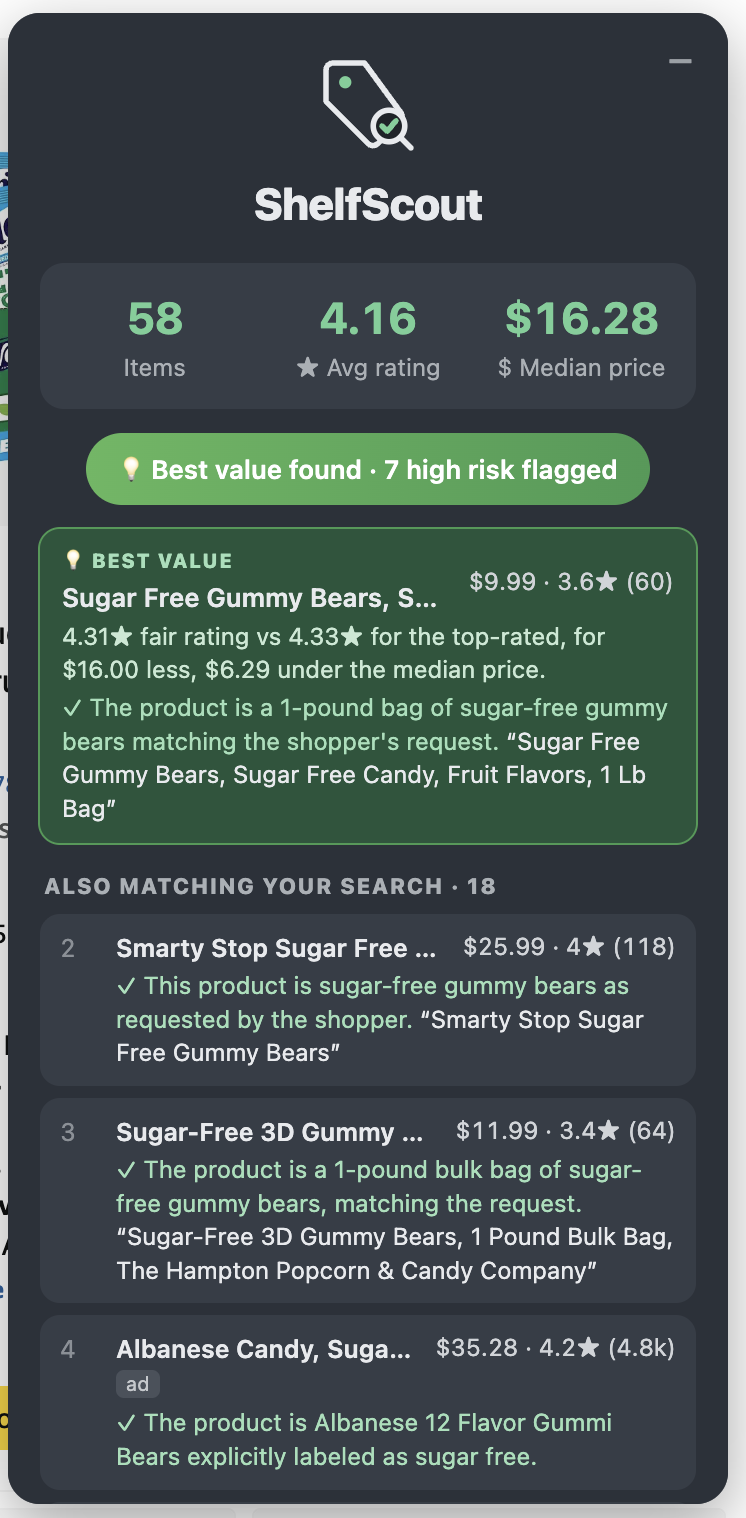 ShelfScout
58 4.16 $16.28
Items ★ Avg rating $ Median price
💡 Best value found · 7 high risk flagged
💡 BEST VALUE
Sugar Free Gummy Bears, S... $9.99 · 3.6★ (60)
4.31★ fair rating vs 4.33★ for the top-rated, for
$16.00 less, $6.29 under the median price.
✓ The product is a 1-pound bag of sugar-free gummy
bears matching the shopper's request. “Sugar Free
Gummy Bears, Sugar Free Candy, Fruit Flavors, 1 Lb
Bag”
ALSO MATCHING YOUR SEARCH · 18
2 Smarty Stop Sugar Free ... $25.99 · 4★ (118)
✓ This product is sugar-free gummy bears as
requested by the shopper. “Smarty Stop Sugar
Free Gummy Bears”
3 Sugar-Free 3D Gummy ... $11.99 · 3.4★ (64)
✓ The product is a 1-pound bulk bag of sugar-
free gummy bears, matching the request.
“Sugar-Free 3D Gummy Bears, 1 Pound Bulk Bag,
The Hampton Popcorn & Candy Company”
4 Albanese Candy, Suga... $35.28 · 4.2★ (4.8k)
ad
✓ The product is Albanese 12 Flavor Gummi
Bears explicitly labeled as sugar free.